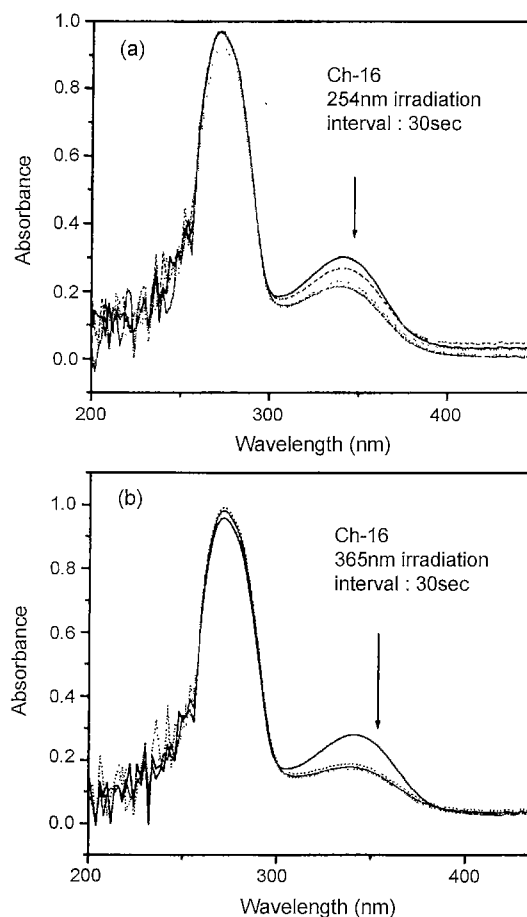 (a)
Ch-16
254nm irradiation
interval : 30sec
Absorbance
1.0
0.8
0.6
0.4
0.2
0.0
200
300
400
Wavelength (nm)
(b)
Ch-16
365nm irradiation
interval : 30sec
Absorbance
1.0
0.8
0.6
0.4
0.2
0.0
200
300
400
Wavelength (nm)